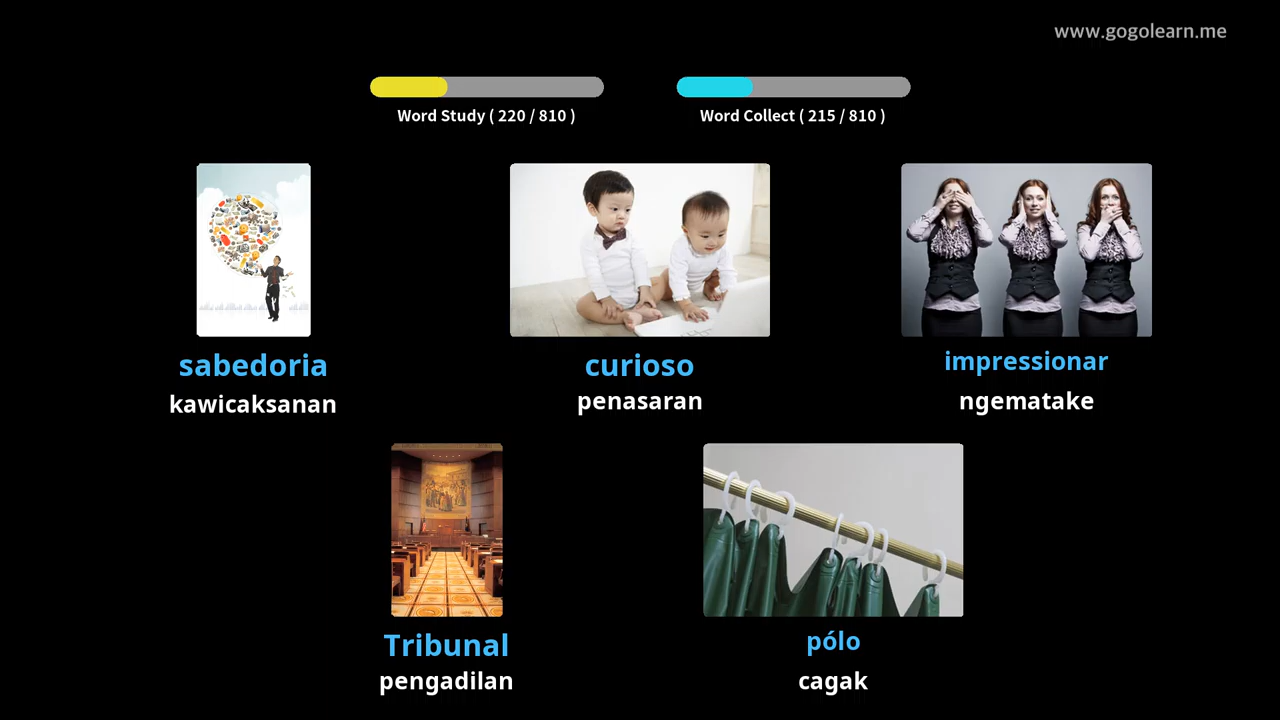 www.gogolearn.me
Word Study ( 220 / 810 )
Word Collect ( 215 / 810 )
sabedoria
kawicaksanan
curioso
penasaran
impressionar
ngematake
Tribunal
pengadilan
pólo
cagak